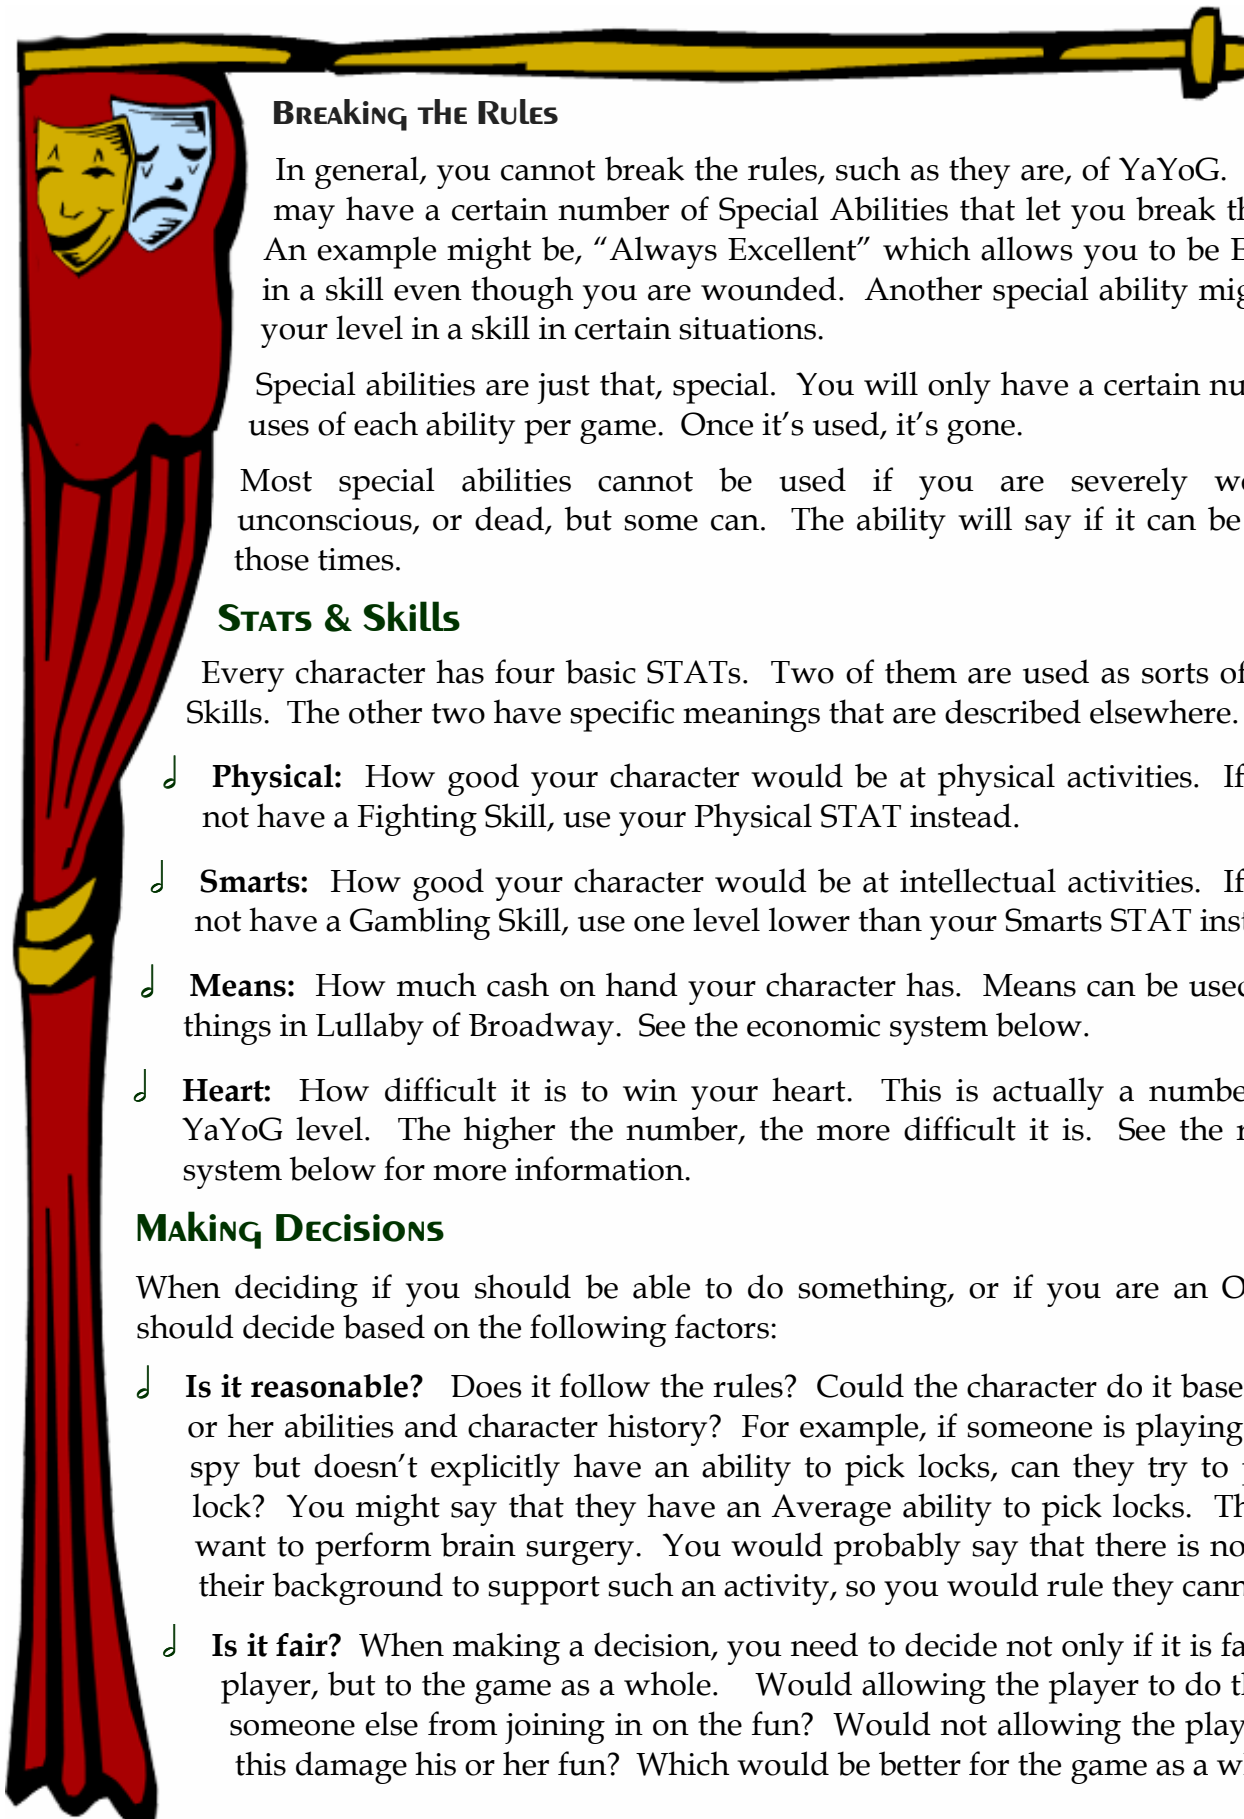 Breaking the Rules
In general, you cannot break the rules, such as they are, of YaYoG.
may have a certain number of Special Abilities that let you break
An example might be, “Always Excellent” which allows you to be
in a skill even though you are wounded. Another special ability
your level in a skill in certain situations.
Special abilities are just that, special. You will only have a certain
uses of each ability per game. Once it’s used, it’s gone.
Most special abilities cannot be used if you are severely
unconscious, or dead, but some can. The ability will say if it can be
those times.
Stats & Skills
Every character has four basic STATs. Two of them are used as sorts of
Skills. The other two have specific meanings that are described elsewhere.
Physical: How good your character would be at physical activities. If
not have a Fighting Skill, use your Physical STAT instead.
Smarts: How good your character would be at intellectual activities. If
not have a Gambling Skill, use one level lower than your Smarts STAT
Means: How much cash on hand your character has. Means can be used
things in Lullaby of Broadway. See the economic system below.
Heart: How difficult it is to win your heart. This is actually a number
YaYoG level. The higher the number, the more difficult it is. See the
system below for more information.
Making Decisions
When deciding if you should be able to do something, or if you are an
should decide based on the following factors:
Is it reasonable? Does it follow the rules? Could the character do it
or her abilities and character history? For example, if someone is playing
spy but doesn’t explicitly have an ability to pick locks, can they try to
lock? You might say that they have an Average ability to pick locks.
want to perform brain surgery. You would probably say that there is
their background to support such an activity, so you would rule they
Is it fair? When making a decision, you need to decide not only if it is
player, but to the game as a whole. Would allowing the player to do
someone else from joining in on the fun? Would not allowing the
this damage his or her fun? Which would be better for the game as a